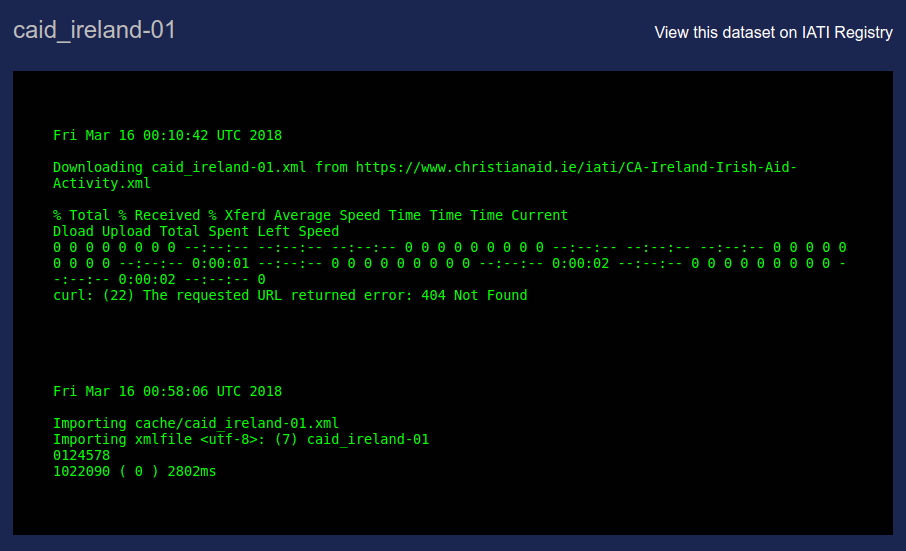 caid_ireland-01
View this dataset on IATI Registry
Fri Mar 16 00:10:42 UTC 2018
Downloading caid_ireland-01.xml from https://www.christianaid.ie/iati/CA-Ireland-Irish-Aid-
Activity.xml
% Total % Received % Xferd Average Speed Time Time Time Current
Dload Upload Total Spent Left Speed
0 0 0 0 0 0 0 0 --:--:-- --:--:-- --:--:-- 0 0 0 0 0 0 0 0 0 --:--:-- --:--:-- --:--:-- 0 0 0 0 0
0 0 0 0 --:--:-- 0:00:01 --:--:-- 0 0 0 0 0 0 0 0 0 --:--:-- 0:00:02 --:--:-- 0 0 0 0 0 0 0 0 0 -
-:--:-- 0:00:02 --:--:-- 0
curl: (22) The requested URL returned error: 404 Not Found
Fri Mar 16 00:58:06 UTC 2018
Importing cache/caid_ireland-01.xml
Importing xmlfile <utf-8>: (7) caid_ireland-01
0124578
1022090 ( 0 ) 2802ms